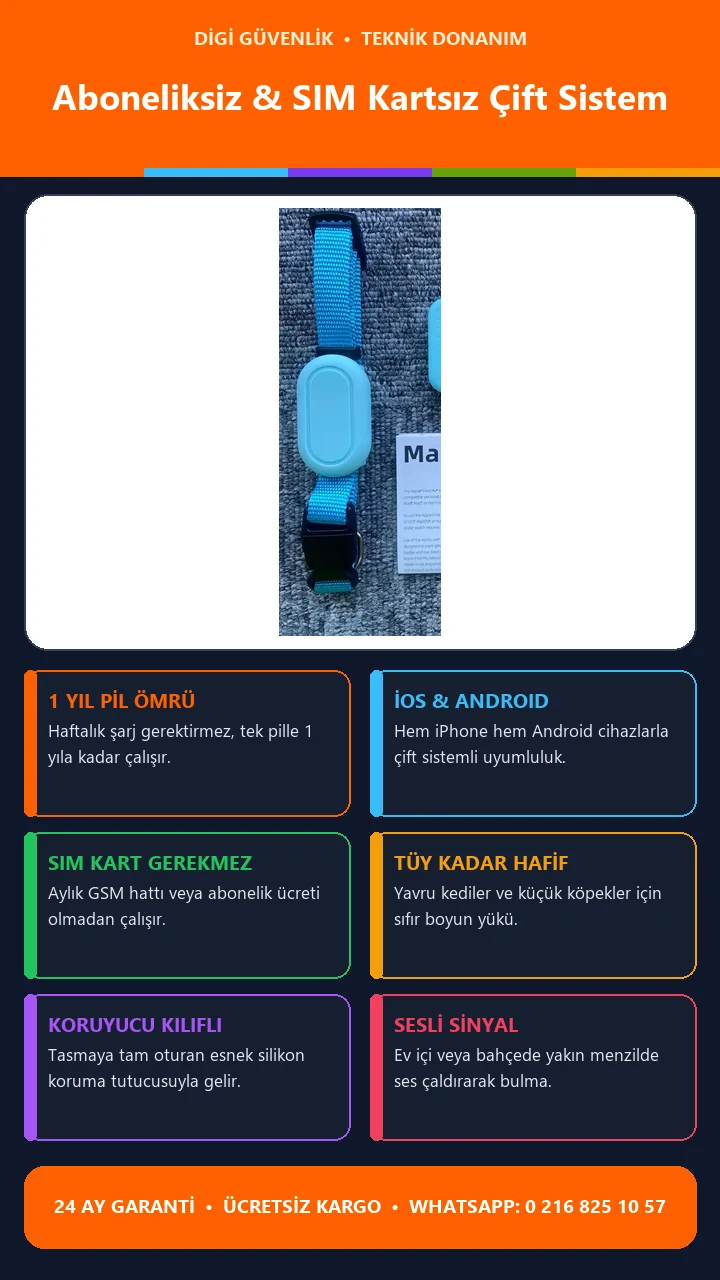 DİGİ GÜVENLİK • TEKNİK DONANIM
Aboneliksiz & SIM Kartsız Çift Sistem
Ma
1 YIL PİL ÖMRÜ
Haftalık şarj gerektirmez, tek pille 1
yıla kadar çalışır.
İOS & ANDROID
Hem iPhone hem Android cihazlarla
çift sistemli uyumluluk.
SIM KART GEREKMEZ
Aylık GSM hattı veya abonelik ücreti
olmadan çalışır.
TÜY KADAR HAFİF
Yavru kediler ve küçük köpekler için
sıfır boyun yükü.
KORUYUCU KILIFLI
Tasmaya tam oturan esnek silikon
koruma tutucusuyla gelir.
SESLİ SİNYAL
Ev içi veya bahçede yakın menzilde
ses çaldırarak bulma.
24 AY GARANTİ • ÜCRETSİZ KARGO • WHATSAPP: 0 216 825 10 57